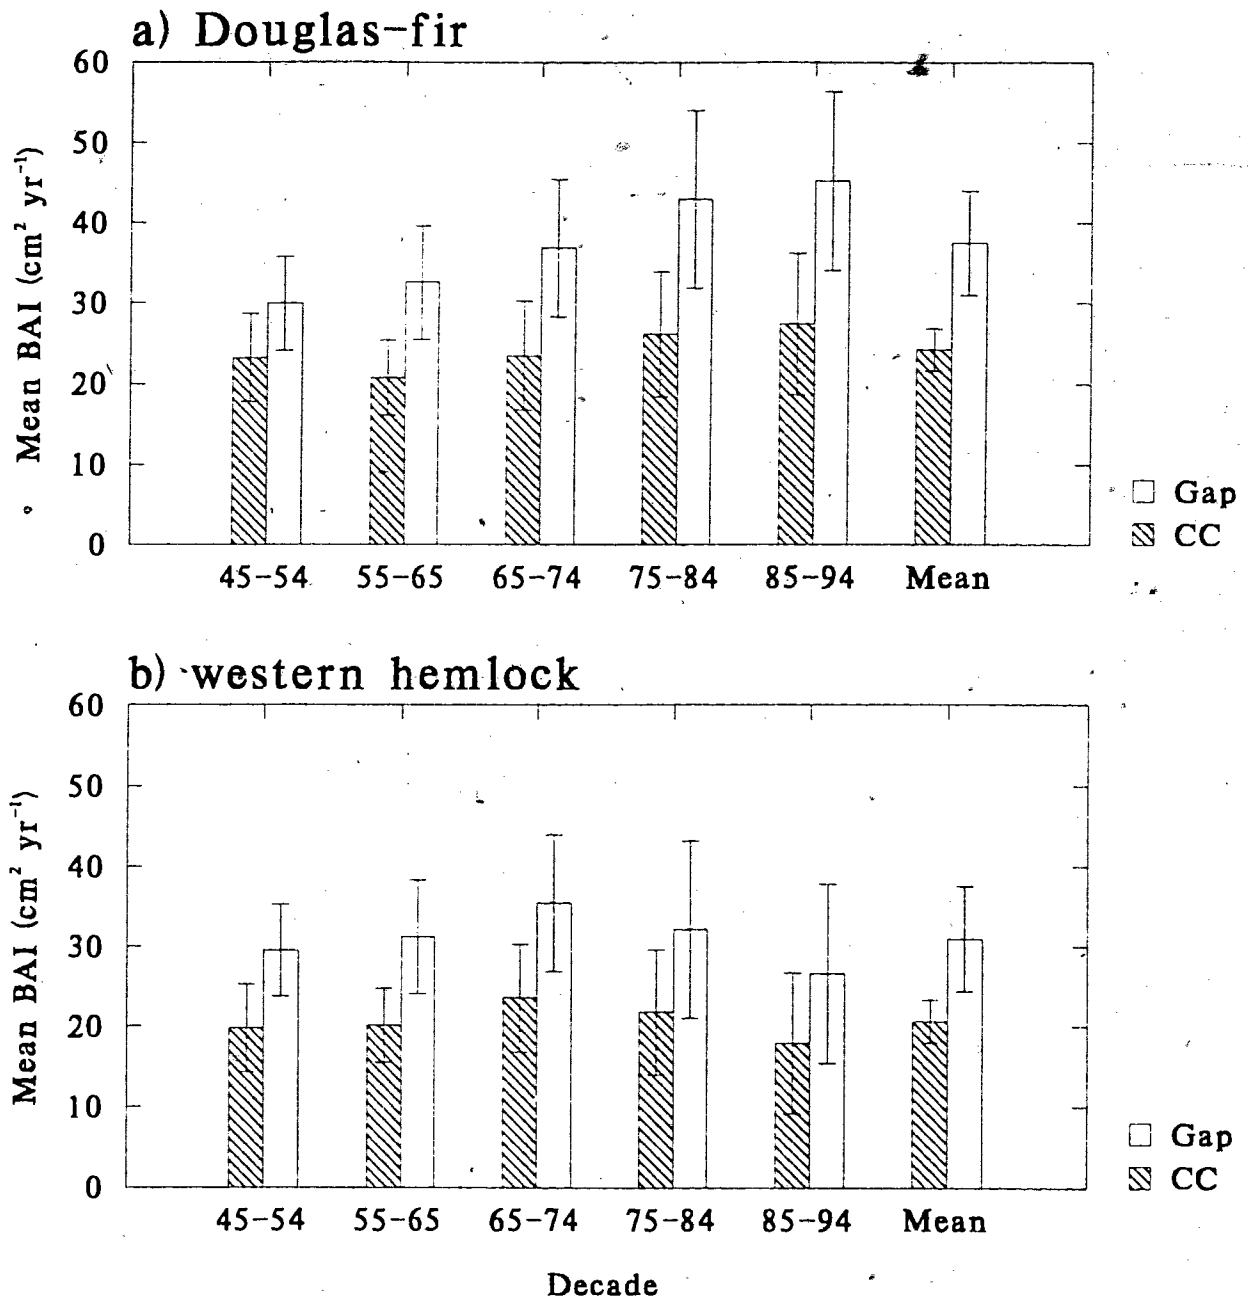 a) Douglas-fir
60
50
40
30
20
10
0
Mean BAI (cm² yr⁻¹)
45-54 55-65 65-74 75-84 85-94 Mean
Gap
CC
b) western hemlock
60
50
40
30
20
10
0
Mean BAI (cm² yr⁻¹)
45-54 55-65 65-74 75-84 85-94 Mean
Gap
CC
Decade